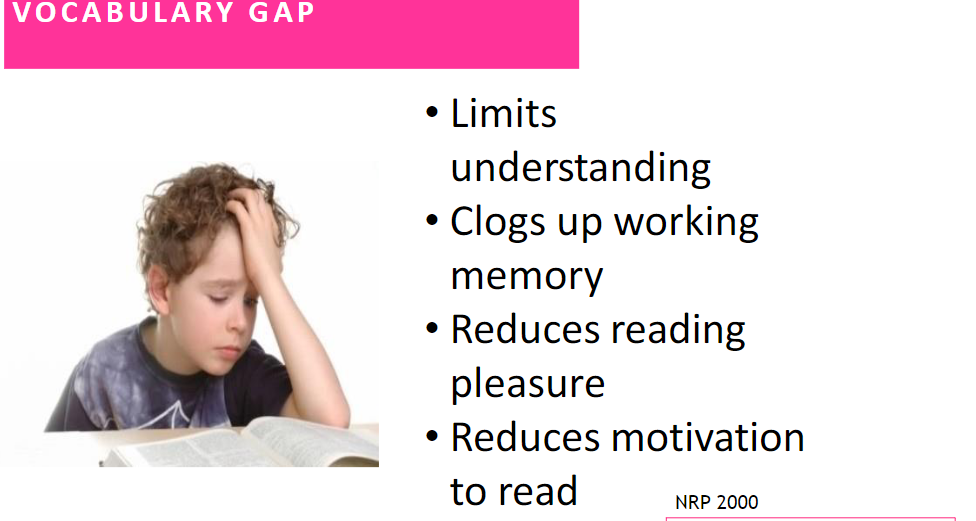 VOCABULARY GAP
• Limits
understanding
• Clogs up working
memory
• Reduces reading
pleasure
• Reduces motivation
to read
NRP 2000